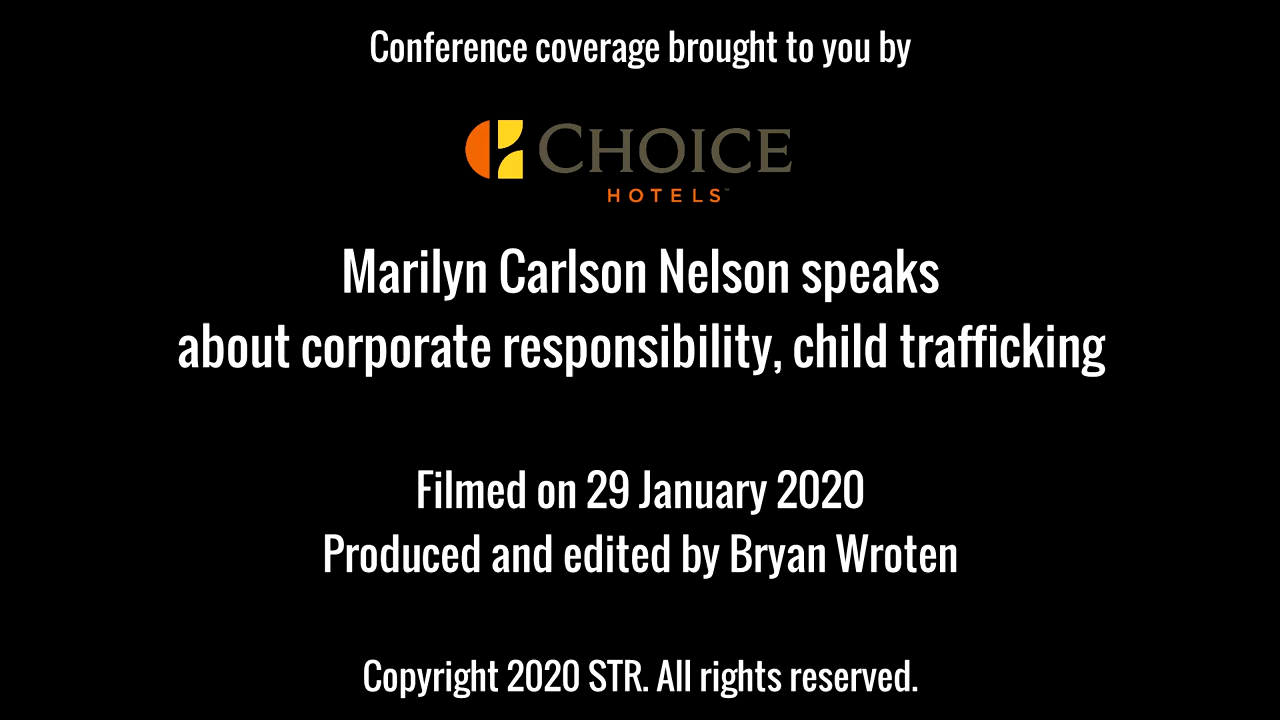 Conference coverage brought to you by
CHOICE
HOTELS™
Marilyn Carlson Nelson speaks
about corporate responsibility, child trafficking
Filmed on 29 January 2020
Produced and edited by Bryan Wroten
Copyright 2020 STR. All rights reserved.